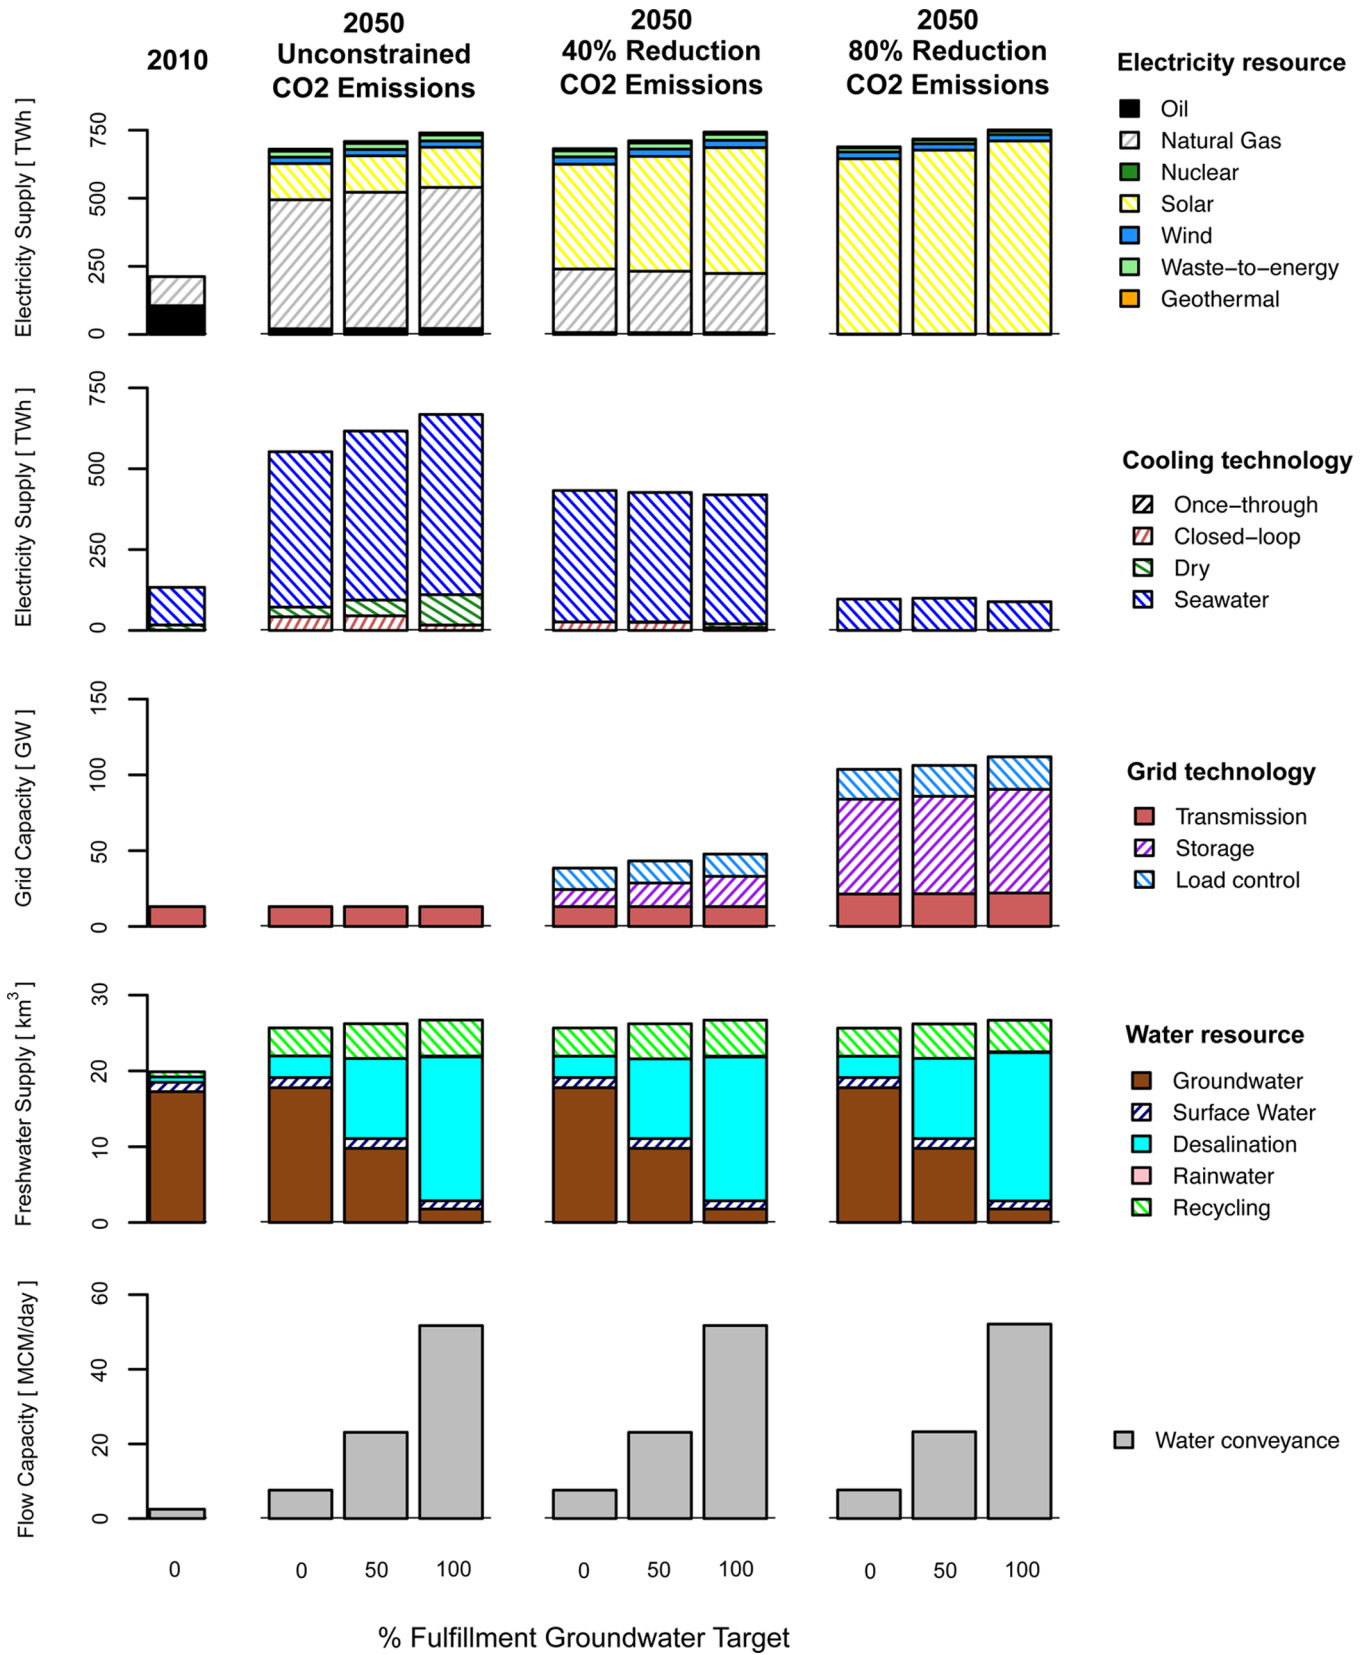 2010
2050
Unconstrained
CO2 Emissions
2050
40% Reduction
CO2 Emissions
2050
80% Reduction
CO2 Emissions
Electricity Supply [ TWh ]
750
500
250
0
Electricity resource
Oil
Natural Gas
Nuclear
Solar
Wind
Waste−to−energy
Geothermal
Electricity Supply [ TWh ]
750
500
250
0
Cooling technology
Once−through
Closed−loop
Dry
Seawater
Grid Capacity [ GW ]
150
100
50
0
Grid technology
Transmission
Storage
Load control
Freshwater Supply [ km³ ]
30
20
10
0
Water resource
Groundwater
Surface Water
Desalination
Rainwater
Recycling
Flow Capacity [ MCM/day ]
60
40
20
0
Water conveyance
0 0 50 100 0 50 100 0 50 100
% Fulfillment Groundwater Target